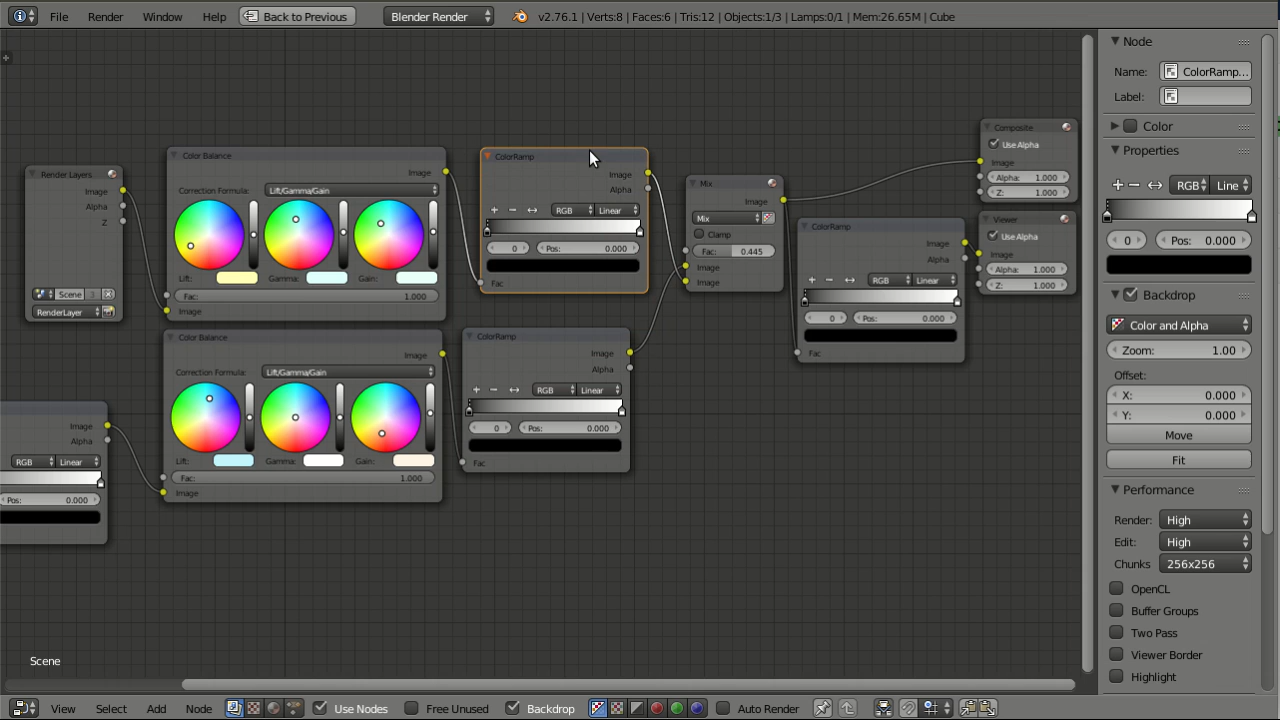 File Render Window Help Back to Previous Blender Render v2.76.1 | Verts:8 | Faces:6 | Tris:12 | Objects:1/3 | Lamps:0/1 | Mem:26.65M | Cube
Render Layers
Image
Alpha
Z
Scene 3
RenderLayer
Color Balance
Image
Correction Formula: Lift/Gamma/Gain
Lift: Gamma: Gain:
Fac: 1.000
Image
ColorRamp
Image
Alpha
RGB Linear
0 Pos: 0.000
Fac
Mix
Image
Mix
Clamp
Fac: 0.445
Image
Image
ColorRamp
Image
Alpha
RGB Linear
0 Pos: 0.000
Fac
Composite
Use Alpha
Image
Alpha: 1.000
Z: 1.000
Viewer
Use Alpha
Image
Alpha: 1.000
Z: 1.000
Image
Alpha
RGB Linear
Pos: 0.000
Color Balance
Image
Correction Formula: Lift/Gamma/Gain
Lift: Gamma: Gain:
Fac: 1.000
Image
ColorRamp
Image
Alpha
RGB Linear
0 Pos: 0.000
Fac
Scene
Node
Name: ColorRamp...
Label:
Color
Properties
RGB Line
0 Pos: 0.000
Backdrop
Color and Alpha
Zoom: 1.00
Offset:
X: 0.000
Y: 0.000
Move
Fit
Performance
Render: High
Edit: High
Chunks 256x256
OpenCL
Buffer Groups
Two Pass
Viewer Border
Highlight
View Select Add Node Use Nodes Free Unused Backdrop Auto Render